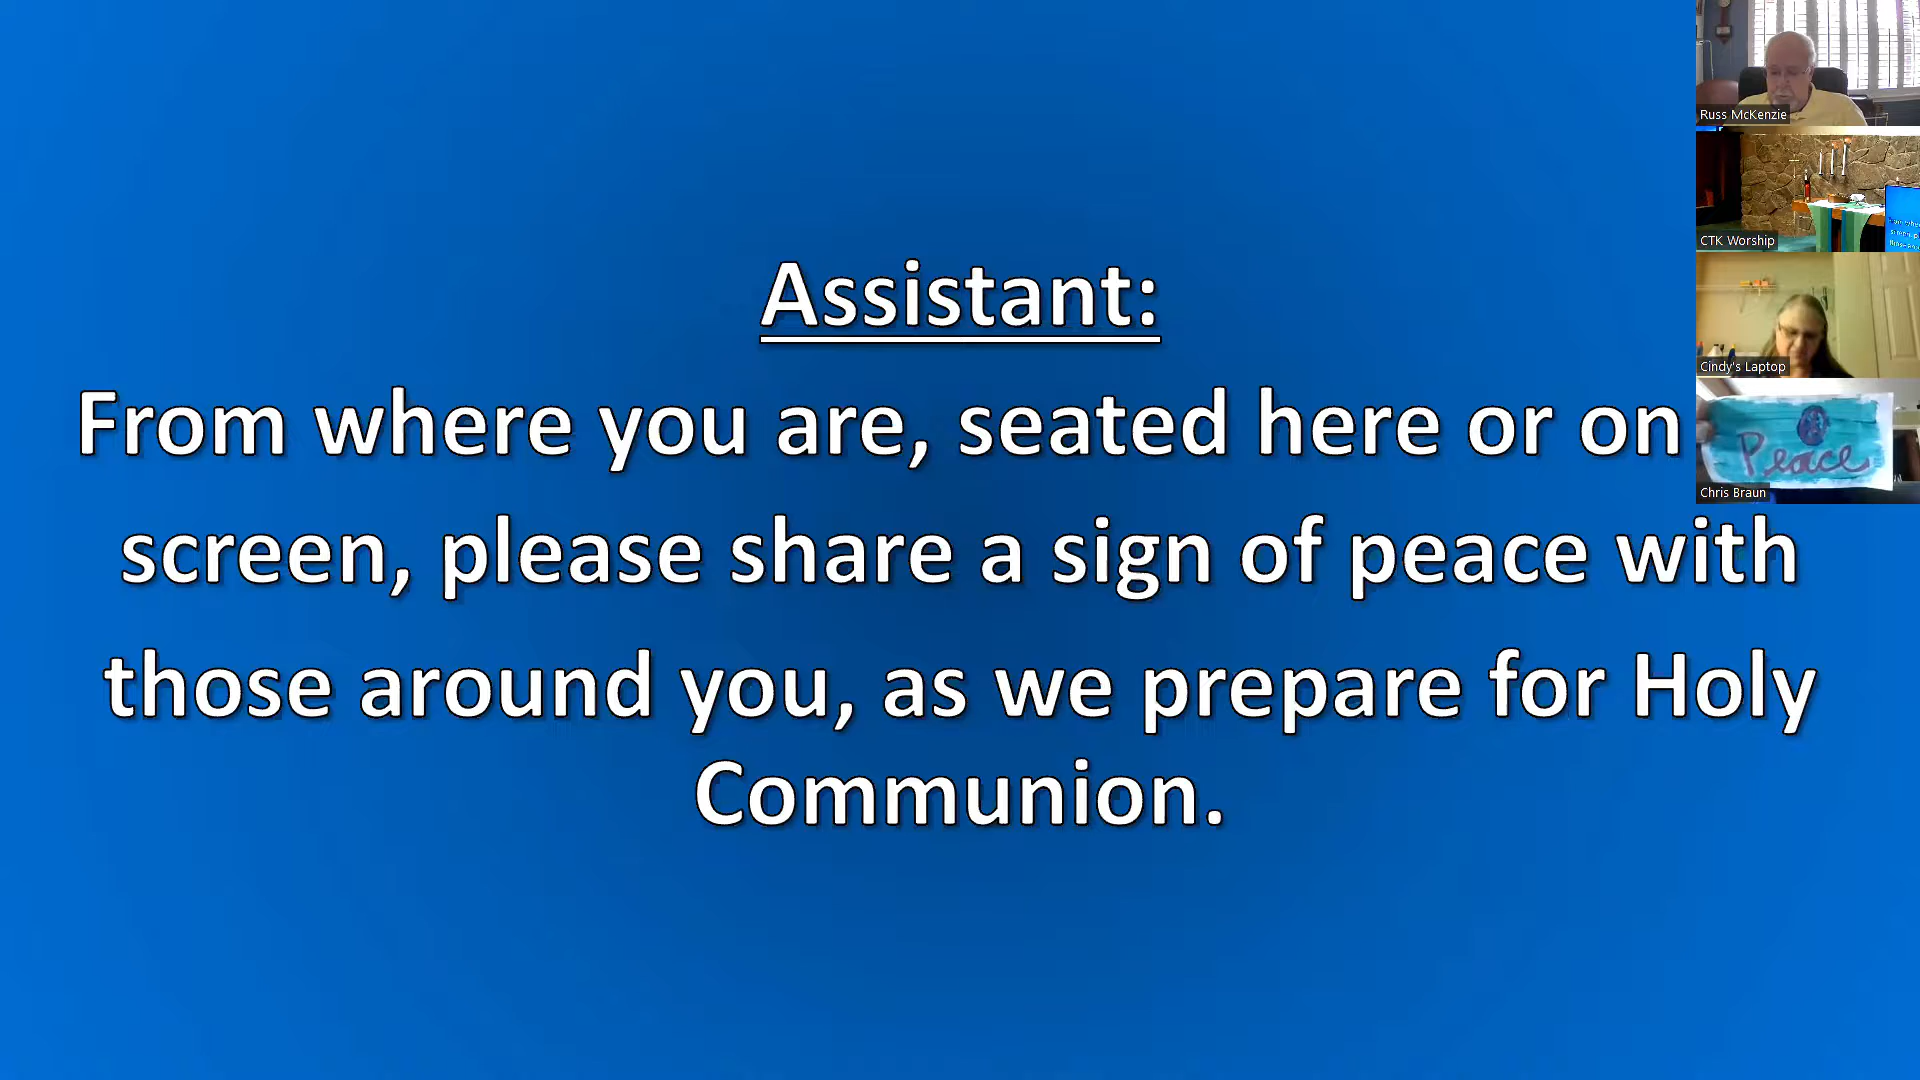 Assistant:
From where you are, seated here or on
screen, please share a sign of peace with
those around you, as we prepare for Holy
Communion.
Russ McKenzie
CTK Worship
Cindy's Laptop
Peace
Chris Braun